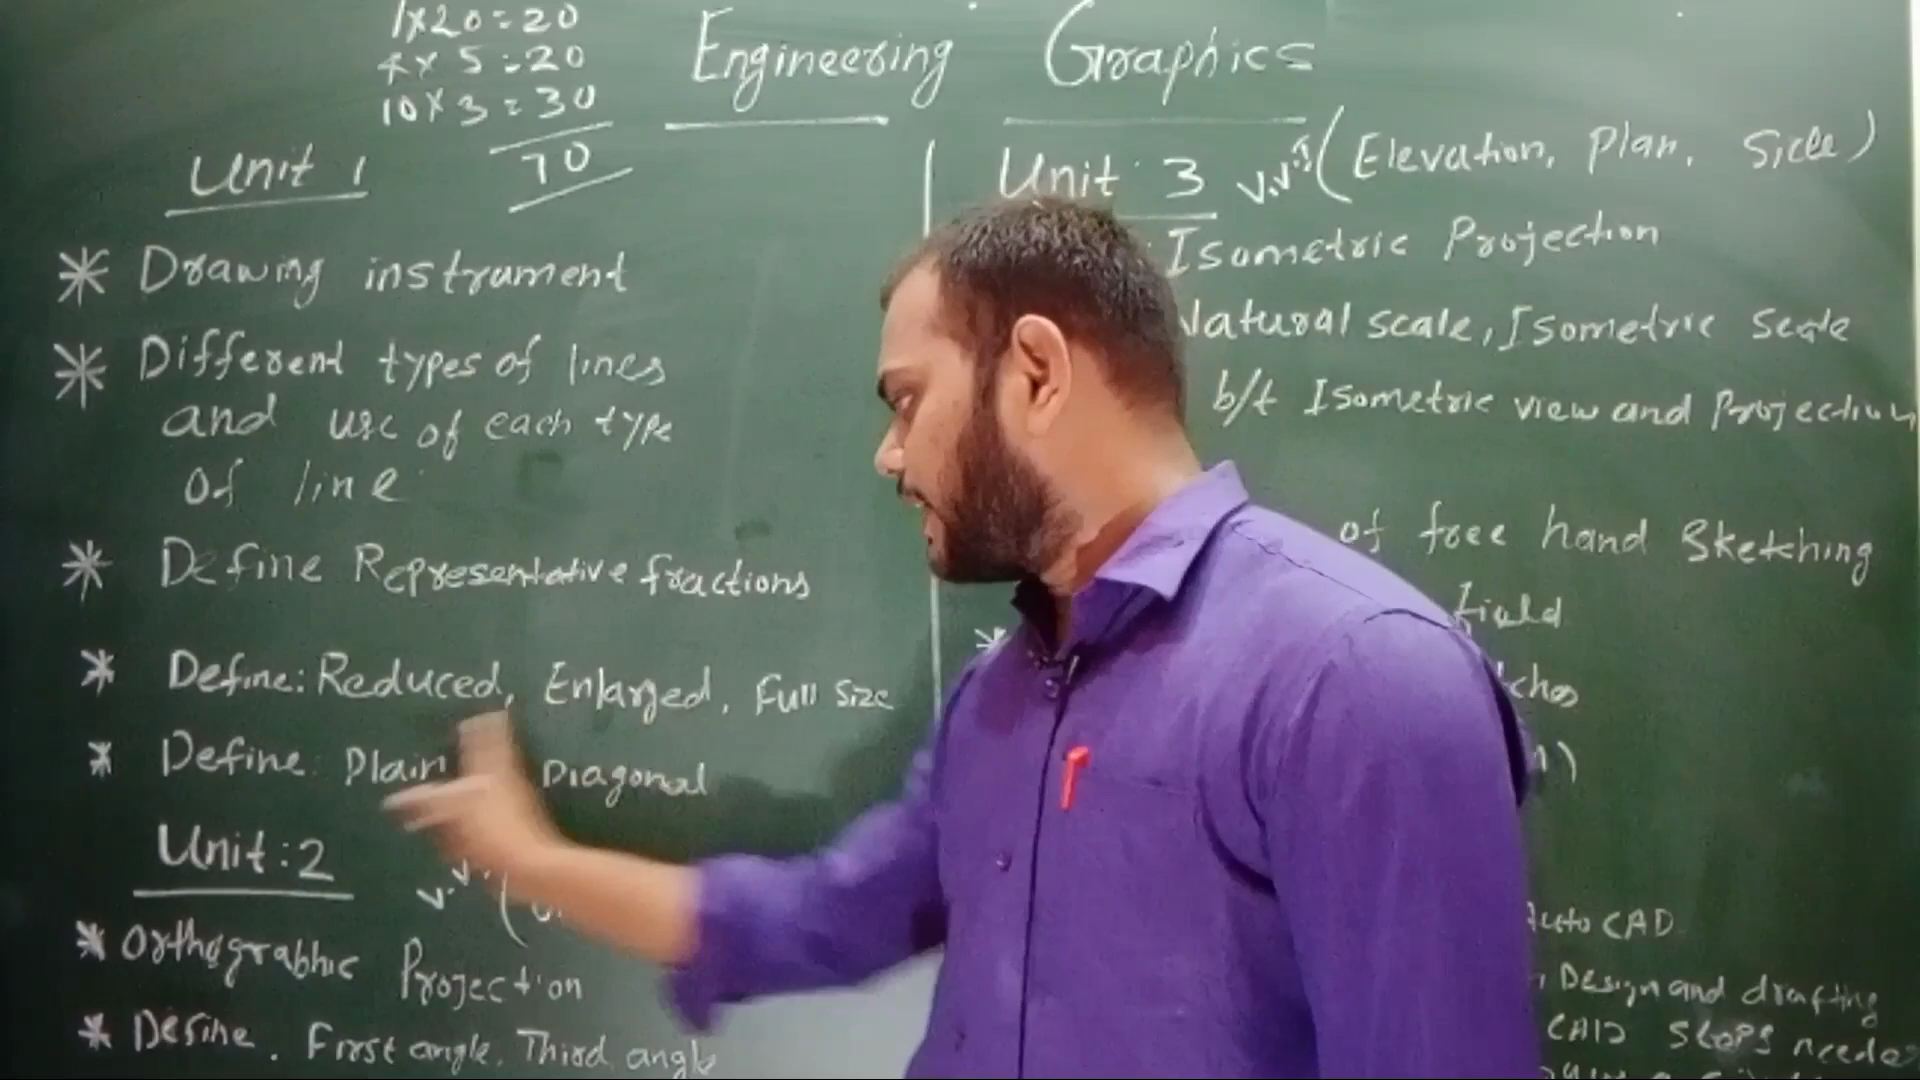 1x20=20
4x5=20
10x3=30
70
Engineering Graphics
Unit 1
* Drawing instrument
* Different types of lines
and use of each type
of line
* Define Representative fractions
* Define: Reduced, Enlarged, Full size
* Define: Plain Diagonal
Unit:2
v.v.
* Orthographic Projection
* Define. First angle, Third angle
Unit: 3 v.v.I (Elevation, Plan, Side)
Isometric Projection
Natural scale, Isometric Scale
b/t Isometric view and Projection
of free hand Sketching
field
Auto CAD
, Design and drafting
CAD steps